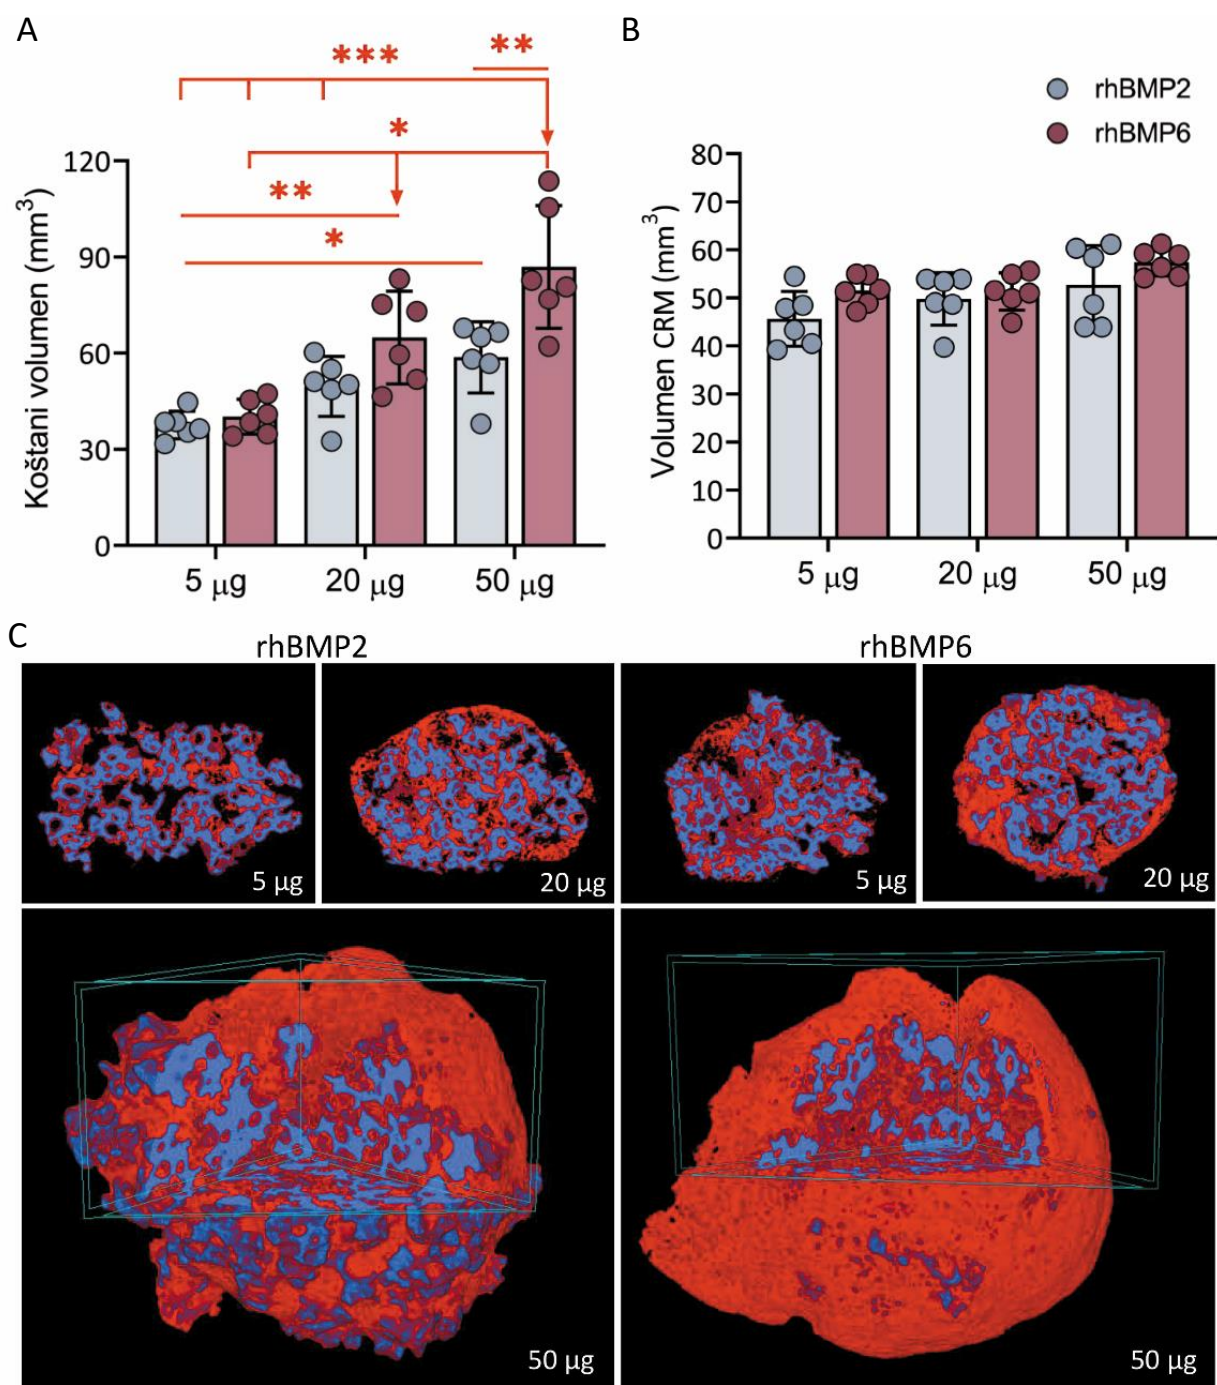 A
***
**
*
**
*
Koštani volumen (mm³)
120
90
60
30
0
5 µg
20 µg
50 µg
B
rhBMP2
rhBMP6
Volumen CRM (mm³)
80
70
60
50
40
30
20
10
0
5 µg
20 µg
50 µg
C
rhBMP2
rhBMP6
5 µg
20 µg
5 µg
20 µg
50 µg
50 µg